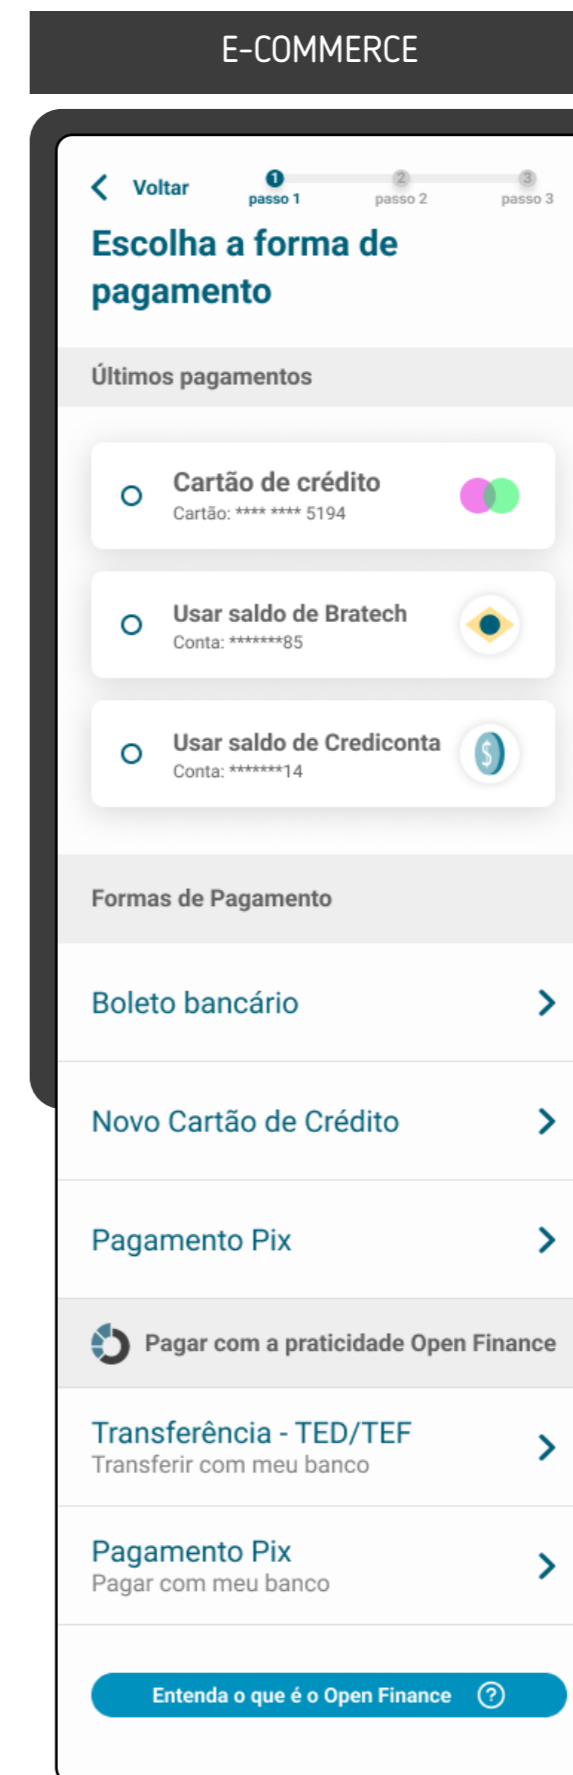 E-COMMERCE
Voltar
1
2
3
passo 1
passo 2
passo 3
Escolha a forma de
pagamento
Últimos pagamentos
Cartão de crédito
Cartão: **** **** 5194
Usar saldo de Bratech
Conta: *******85
Usar saldo de Crediconta
Conta: *******14
$
Formas de Pagamento
Boleto bancário
Novo Cartão de Crédito
Pagamento Pix
Pagar com a praticidade Open Finance
Transferência - TED/TEF
Transferir com meu banco
Pagamento Pix
Pagar com meu banco
Entenda o que é o Open Finance ?